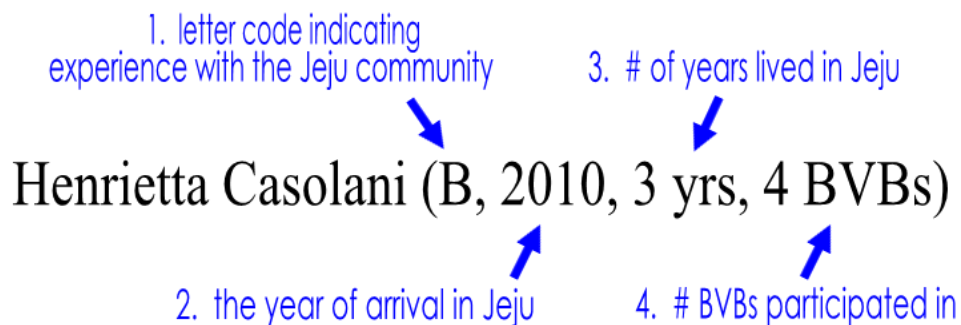 1. letter code indicating
experience with the Jeju community
3. # of years lived in Jeju
Henrietta Casolani (B, 2010, 3 yrs, 4 BVBs)
2. the year of arrival in Jeju
4. # BVBs participated in